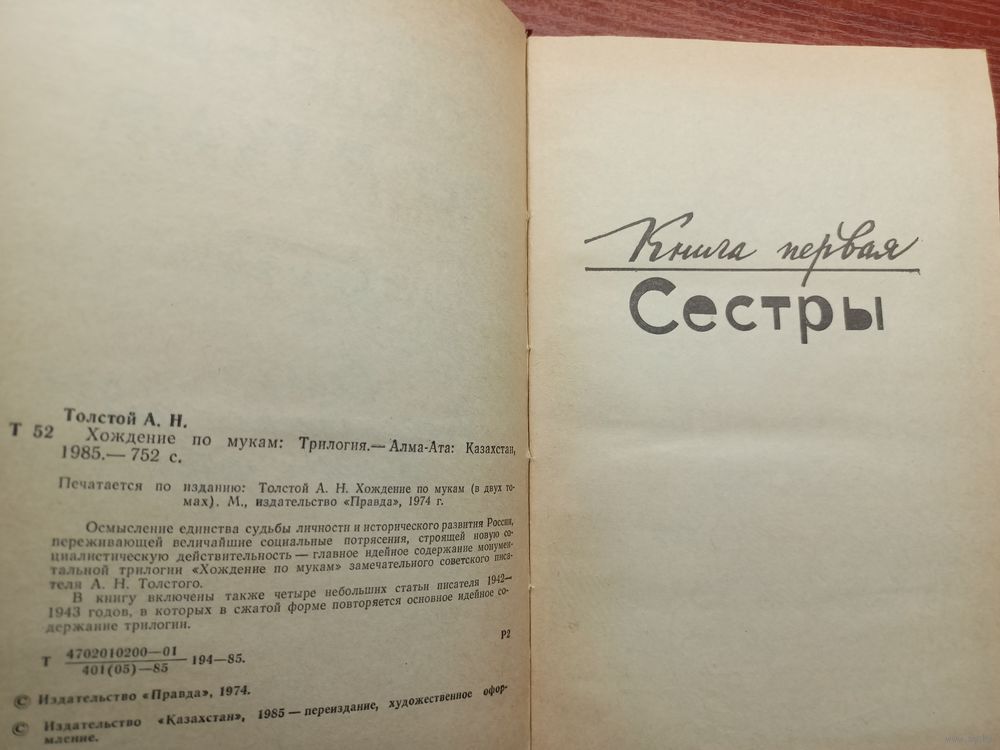 Толстой А. Н.
Т 52
Хождение по мукам: Трилогия.— Алма-Ата: Казахстан,
1985.— 752 с.
Печатается по изданию: Толстой А. Н. Хождение по мукам (в двух то-
мах). М., издательство «Правда», 1974 г.
Осмысление единства судьбы личности и исторического развития России,
переживающей величайшие социальные потрясения, строящей новую со-
циалистическую действительность — главное идейное содержание монумен-
тальной трилогии «Хождение по мукам» замечательного советского писа-
теля А. Н. Толстого.
В книгу включены также четыре небольших статьи писателя 1942—
1943 годов, в которых в сжатой форме повторяется основное идейное со-
держание трилогии.
Р2
Т 4702010200—01
401(05)—85
194—85.
© Издательство «Правда», 1974.
© Издательство «Казахстан», 1985 — переиздание, художественное офор-
мление.
Книга первая
Сестры